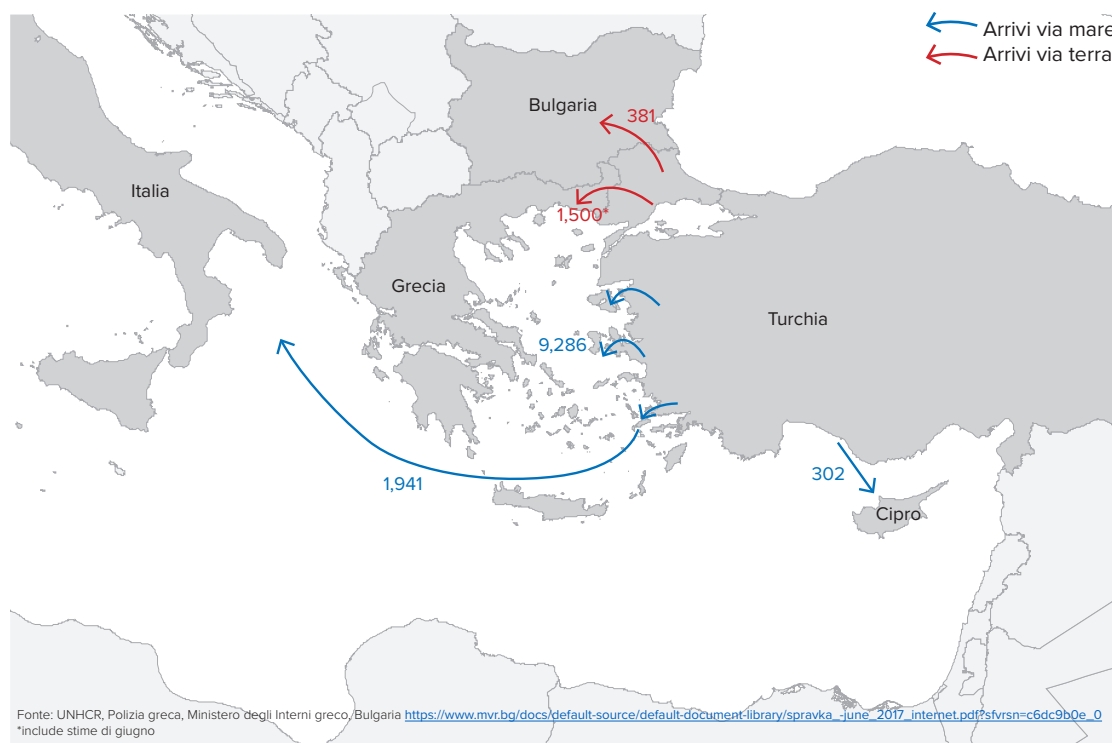 Arrivi via mare
Arrivi via terra
Bulgaria
381
Italia
1,500*
Grecia
Turchia
9,286
1,941
302
Cipro
Fonte: UNHCR, Polizia greca, Ministero degli Interni greco, Bulgaria https://www.mvr.bg/docs/default-source/default-document-library/spravka_-june_2017_internet.pdf?sfvrsn=c6dc9b0e_0
*include stime di giugno